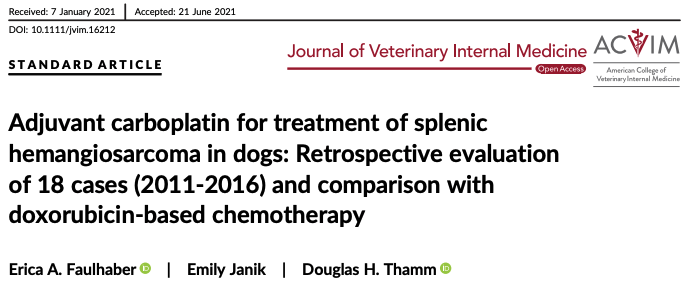 Received: 7 January 2021 | Accepted: 21 June 2021
DOI: 10.1111/jvim.16212
STANDARD ARTICLE
Journal of Veterinary Internal Medicine
Open Access
ACVIM
American College of
Veterinary Internal Medicine
Adjuvant carboplatin for treatment of splenic
hemangiosarcoma in dogs: Retrospective evaluation
of 18 cases (2011-2016) and comparison with
doxorubicin-based chemotherapy
Erica A. Faulhaber iD | Emily Janik | Douglas H. Thamm iD